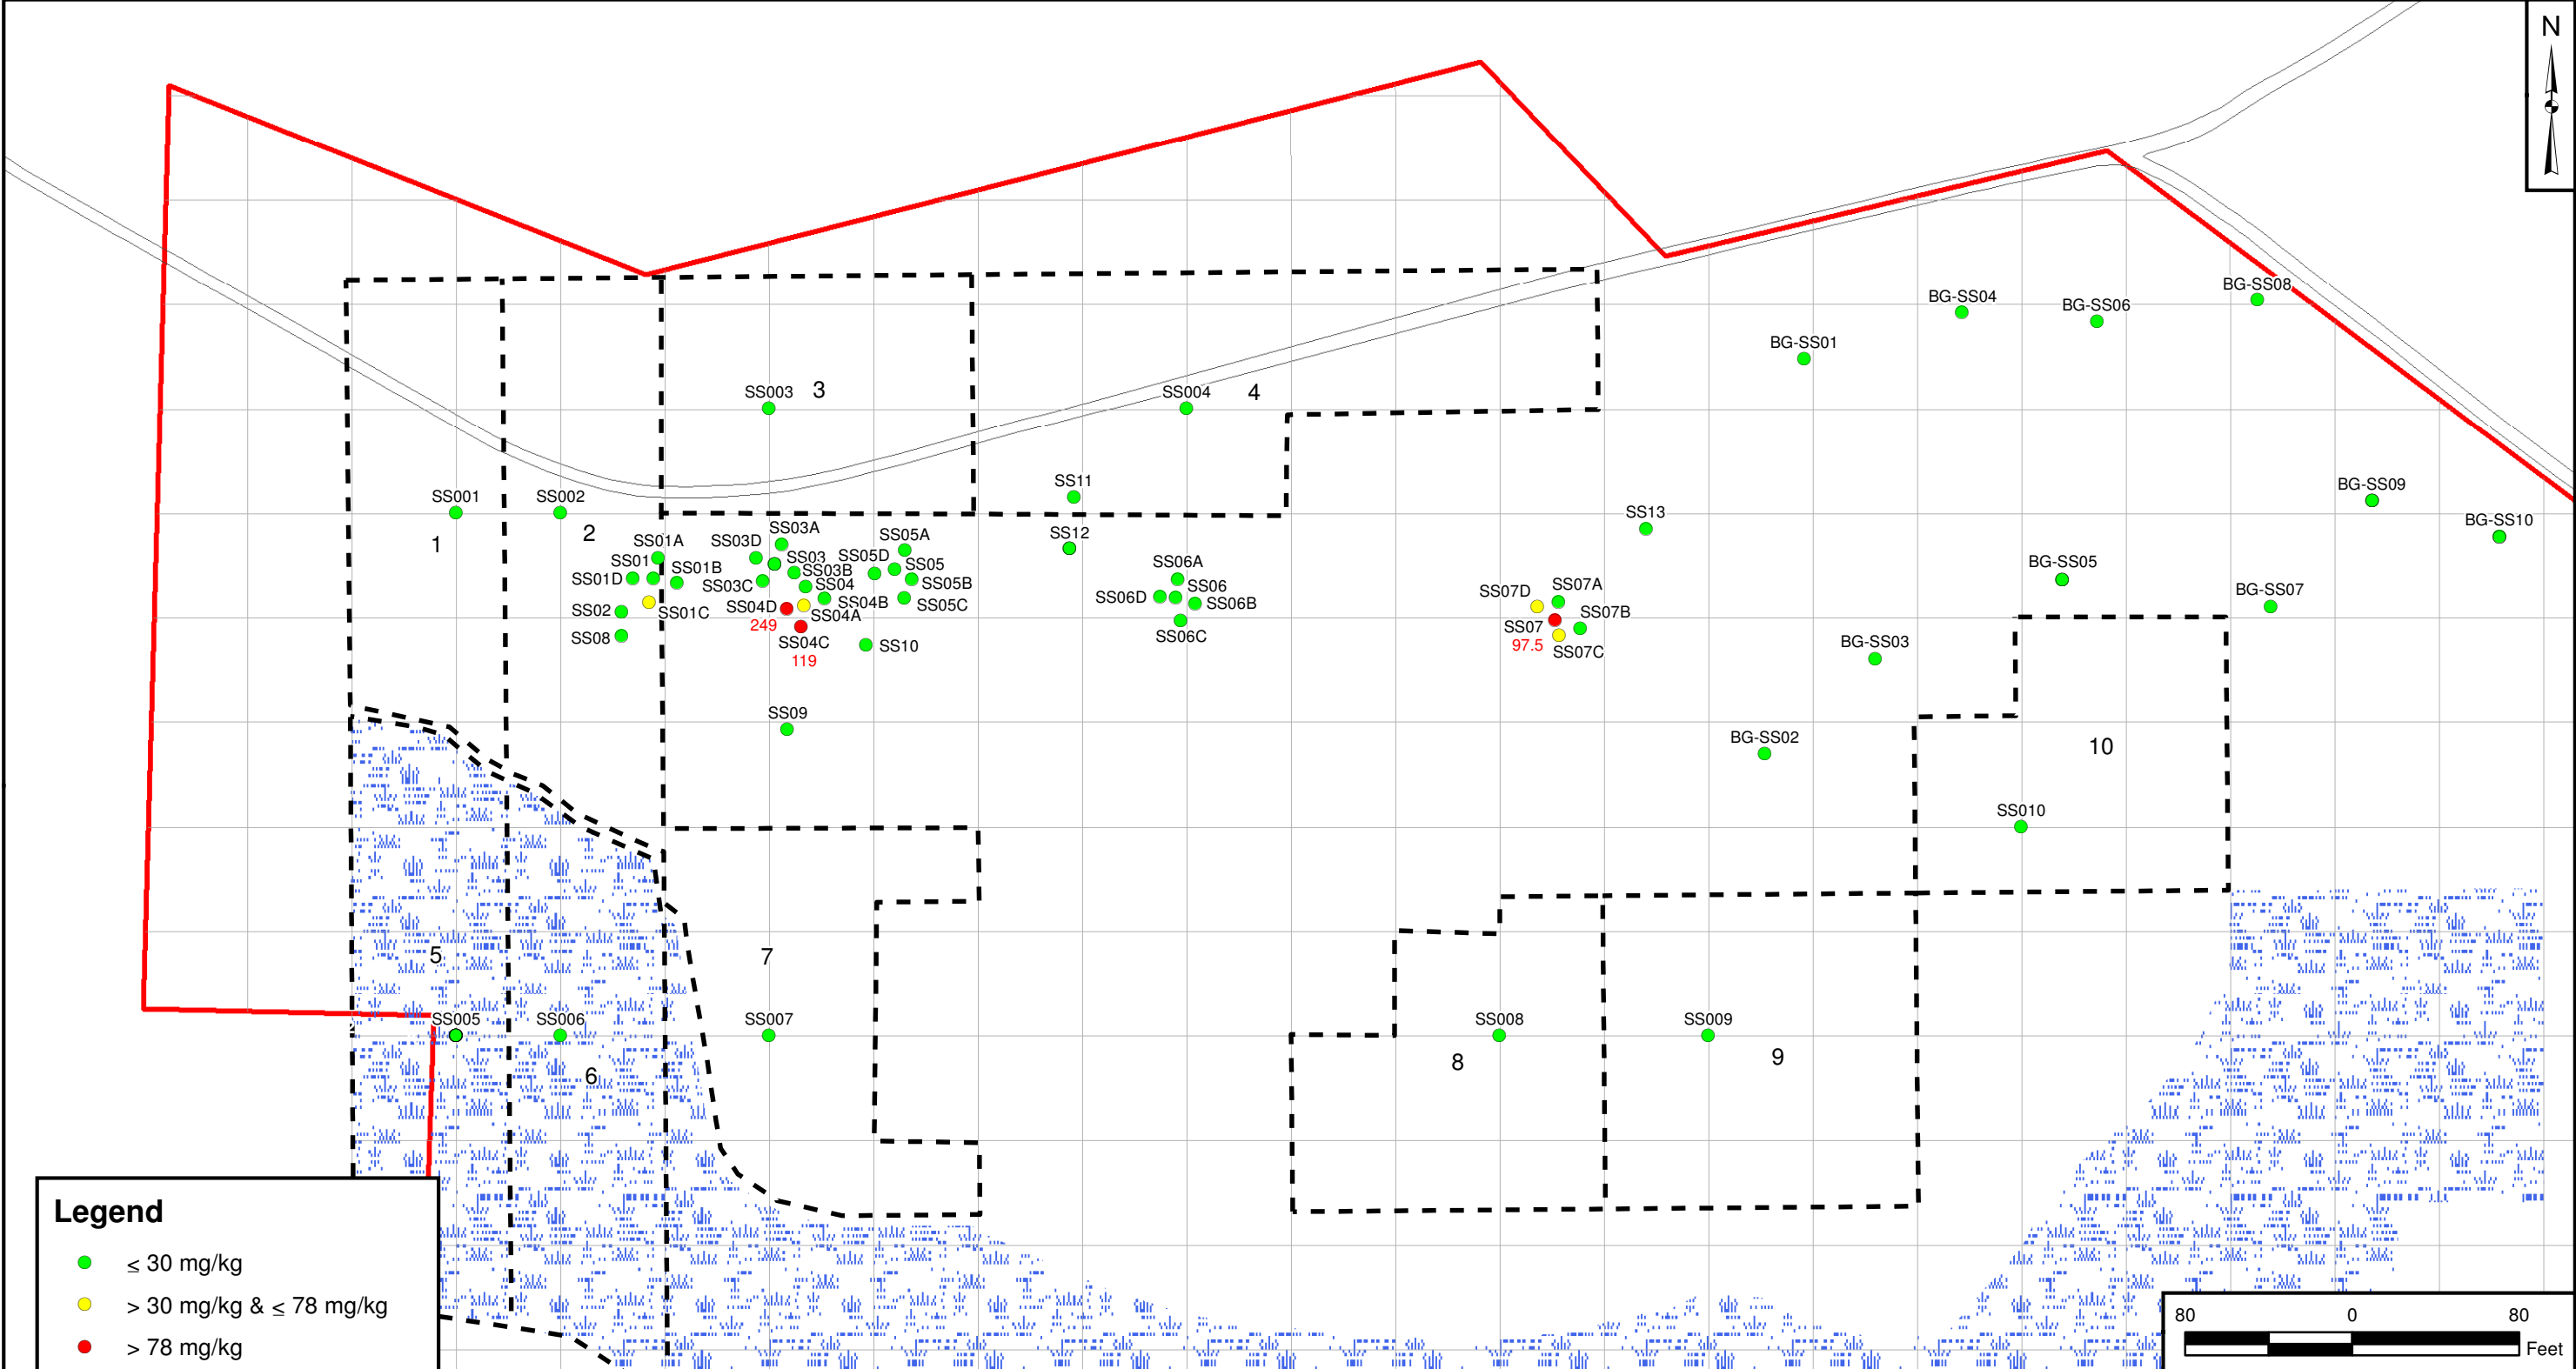 N
BG-SS08
BG-SS04
BG-SS06
BG-SS01
SS003
3
SS004
4
SS11
BG-SS09
SS001
SS002
SS13
BG-SS10
1
2
SS03A
SS12
SS01A
SS03D
SS05A
SS01
SS03
SS05D
SS05
BG-SS05
SS01D
SS01B
SS03B
SS06A
SS03C
SS04
SS05B
SS06
SS07D
SS07A
BG-SS07
SS02
SS01C
SS04D
SS04B
SS05C
SS06D
SS06B
SS04A
SS07B
249
SS07
SS08
SS04C
SS10
SS06C
97.5
SS07C
BG-SS03
119
SS09
BG-SS02
10
SS010
5
7
SS005
SS006
SS007
SS008
SS009
6
8
9
Legend
≤ 30 mg/kg
> 30 mg/kg & ≤ 78 mg/kg
> 78 mg/kg
80 0 80
Feet